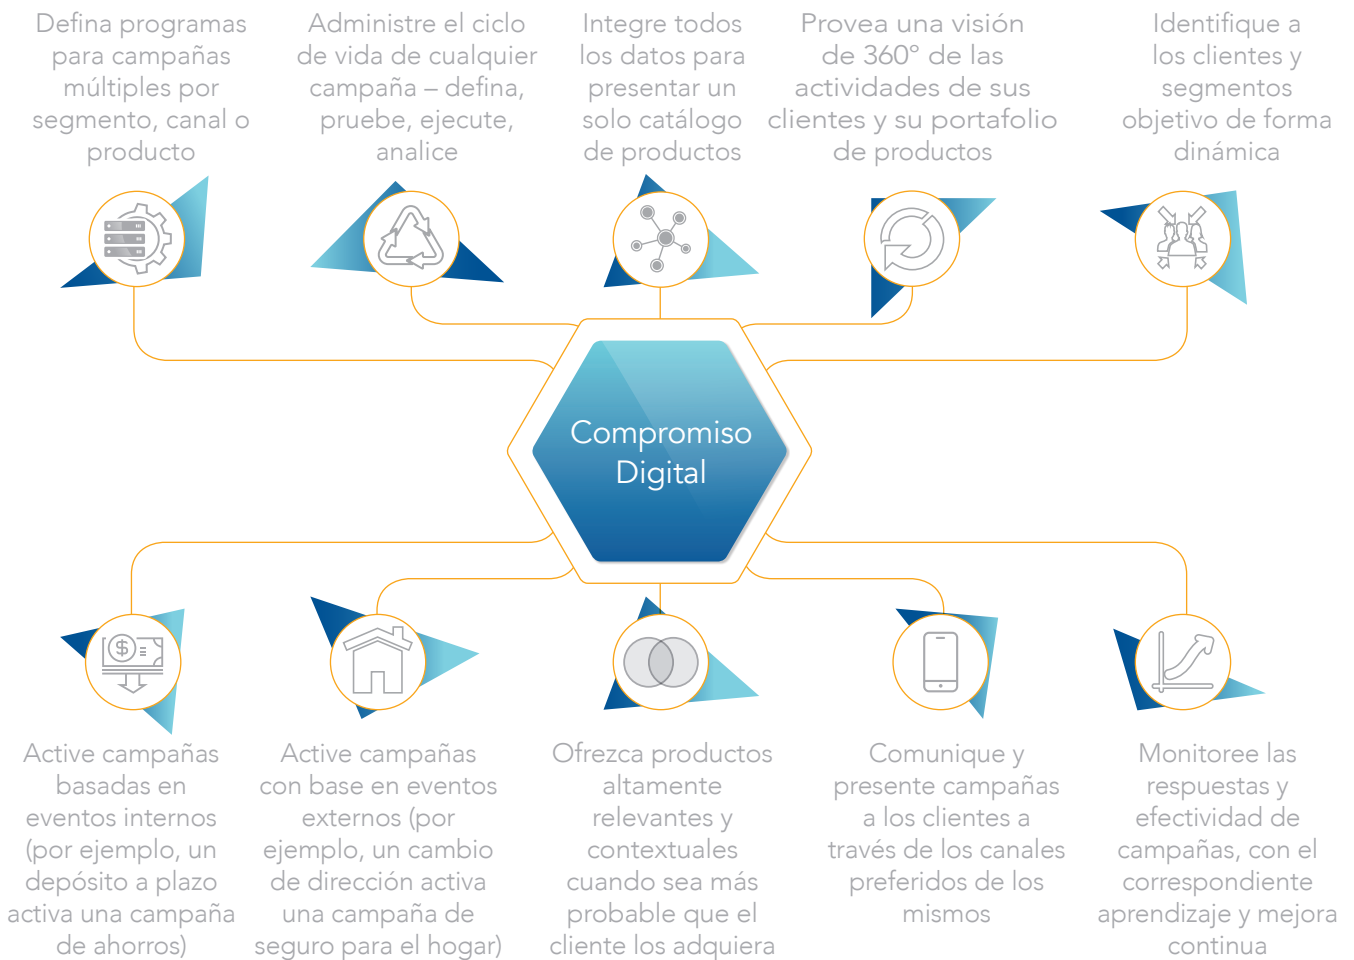 Defina programas
para campañas
múltiples por
segmento, canal o
producto
Administre el ciclo
de vida de cualquier
campaña – defina,
pruebe, ejecute,
analice
Integre todos
los datos para
presentar un
solo catálogo
de productos
Provea una visión
de 360º de las
actividades de sus
clientes y su portafolio
de productos
Identifique a
los clientes y
segmentos
objetivo de forma
dinámica
Compromiso
Digital
$
Active campañas
basadas en
eventos internos
(por ejemplo, un
depósito a plazo
activa una campaña
de ahorros)
Active campañas
con base en eventos
externos (por
ejemplo, un cambio
de dirección activa
una campaña de
seguro para el hogar)
Ofrezca productos
altamente
relevantes y
contextuales
cuando sea más
probable que el
cliente los adquiera
Comunique y
presente campañas
a los clientes a
través de los canales
preferidos de los
mismos
Monitoree las
respuestas y
efectividad de
campañas, con el
correspondiente
aprendizaje y mejora
continua